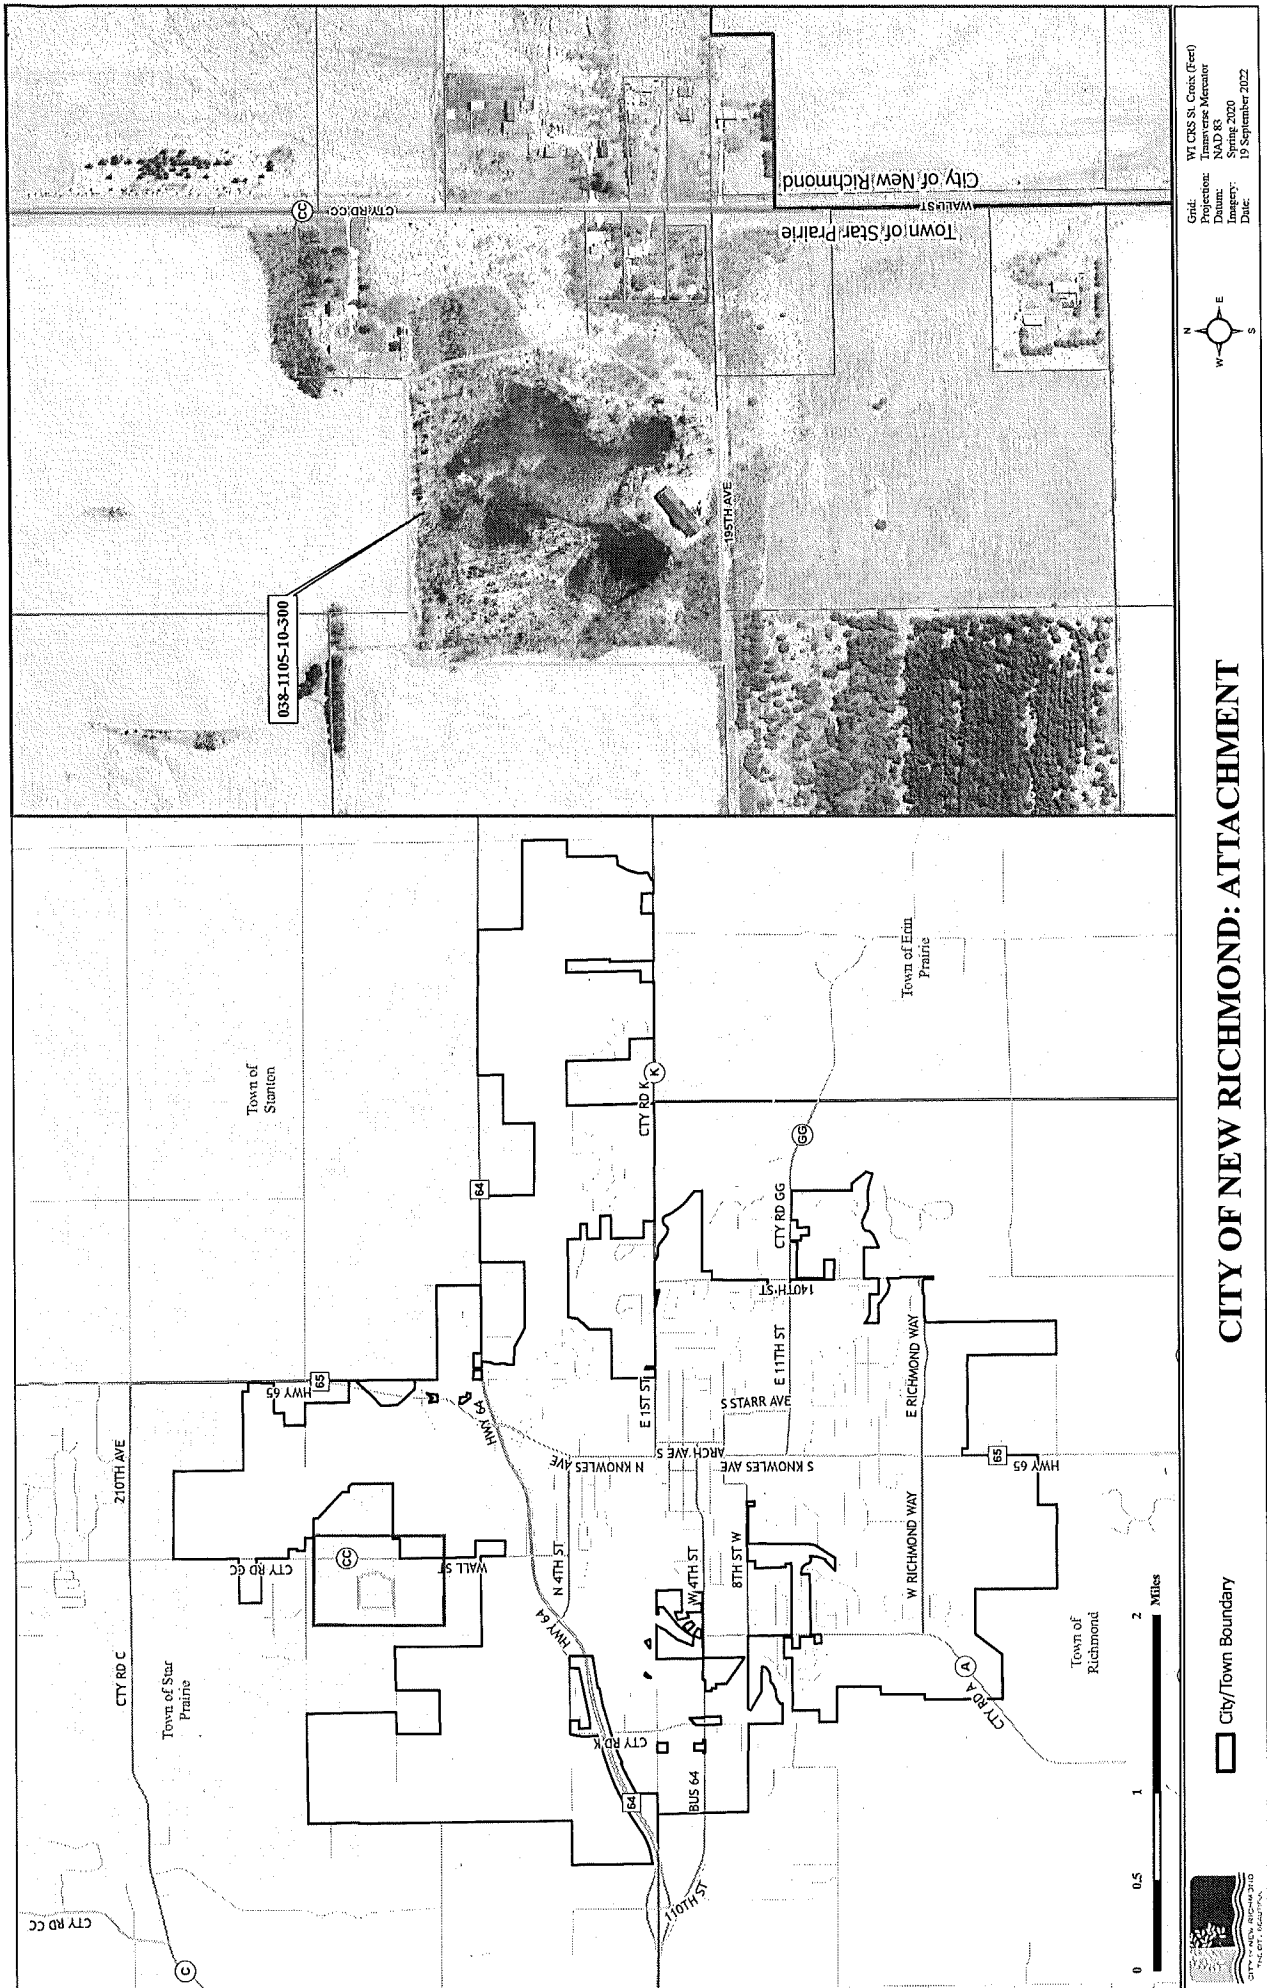 CTY RD CC
C
CTY RD C
Town of Star
Prairie
210TH AVE
CTY RD CC
CC
WALL ST
HWY 65
65
Town of
Stanton
64
HWY 64
N 4TH ST
HWY 64
N KNOWLES AVE
E 1ST ST
CTY RD K
K
64
CTY RD K
BUS 64
110TH ST
W 4TH ST
8TH ST W
ARCH AVE S
S KNOWLES AVE
S STARR AVE
E 11TH ST
140TH ST
CTY RD GG
GG
Town of Erin
Prairie
W RICHMOND WAY
E RICHMOND WAY
65
HWY 65
A
CTY RD A
Town of
Richmond
0
0.5
1
2
Miles
038-1105-10-300
CC
CTY RD CC
195TH AVE
Town of Star Prairie
WALL ST
City of New Richmond
CITY OF NEW RICHMOND
City/Town Boundary
CITY OF NEW RICHMOND: ATTACHMENT
N
W
E
S
Grid: WI CRS St. Croix (Feet)
Projection: Transverse Mercator
Datum: NAD 83
Imagery: Spring 2020
Date: 19 September 2022